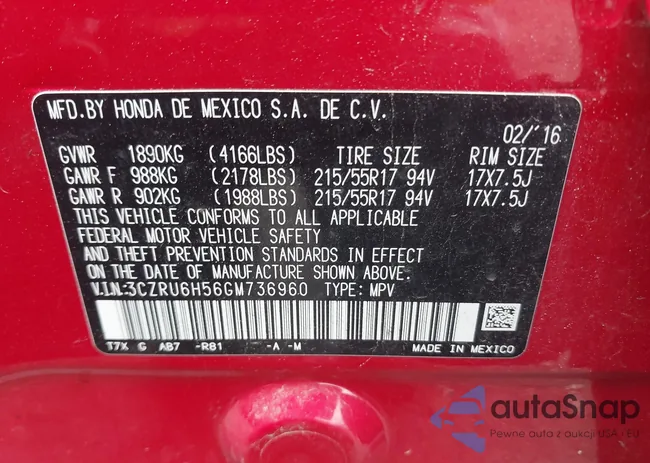 MFD.BY HONDA DE MEXICO S.A. DE C.V.
02/'16
GVWR 1890KG (4166LBS) TIRE SIZE RIM SIZE
GAWR F 988KG (2178LBS) 215/55R17 94V 17X7.5J
GAWR R 902KG (1988LBS) 215/55R17 94V 17X7.5J
THIS VEHICLE CONFORMS TO ALL APPLICABLE
FEDERAL MOTOR VEHICLE SAFETY
AND THEFT PREVENTION STANDARDS IN EFFECT
ON THE DATE OF MANUFACTURE SHOWN ABOVE.
V.I.N:3CZRU6H56GM736960 TYPE: MPV
T7X G AB7 -R81 -A -M MADE IN MEXICO
autaSnap
Pewne auta z aukcji USA - EU